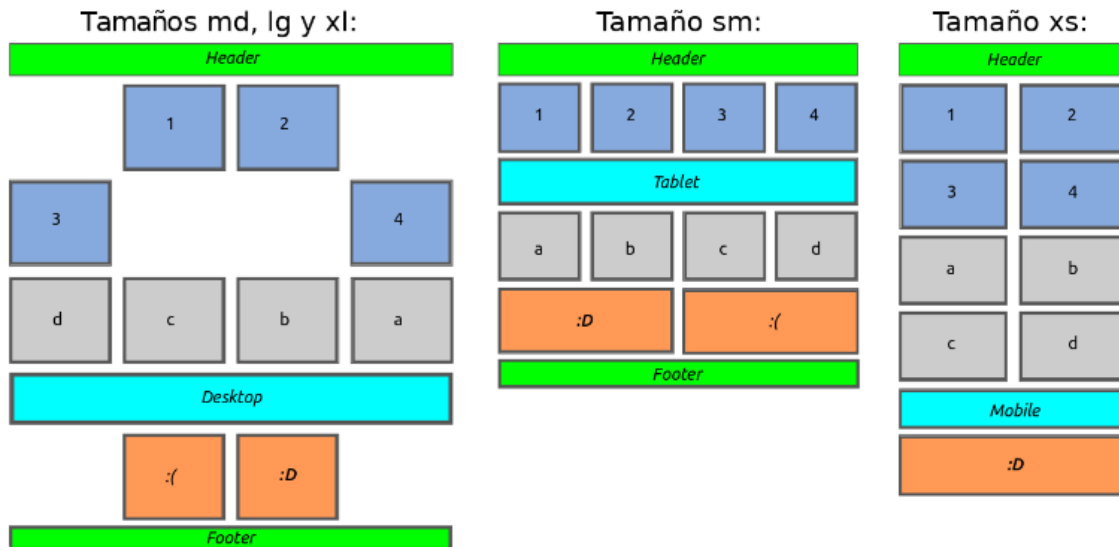 Tamaños md, lg y xl:
Header
1 2
3 4
d c b a
Desktop
:( :D
Footer
Tamaño sm:
Header
1 2 3 4
Tablet
a b c d
:D :(
Footer
Tamaño xs:
Header
1 2
3 4
a b
c d
Mobile
:D